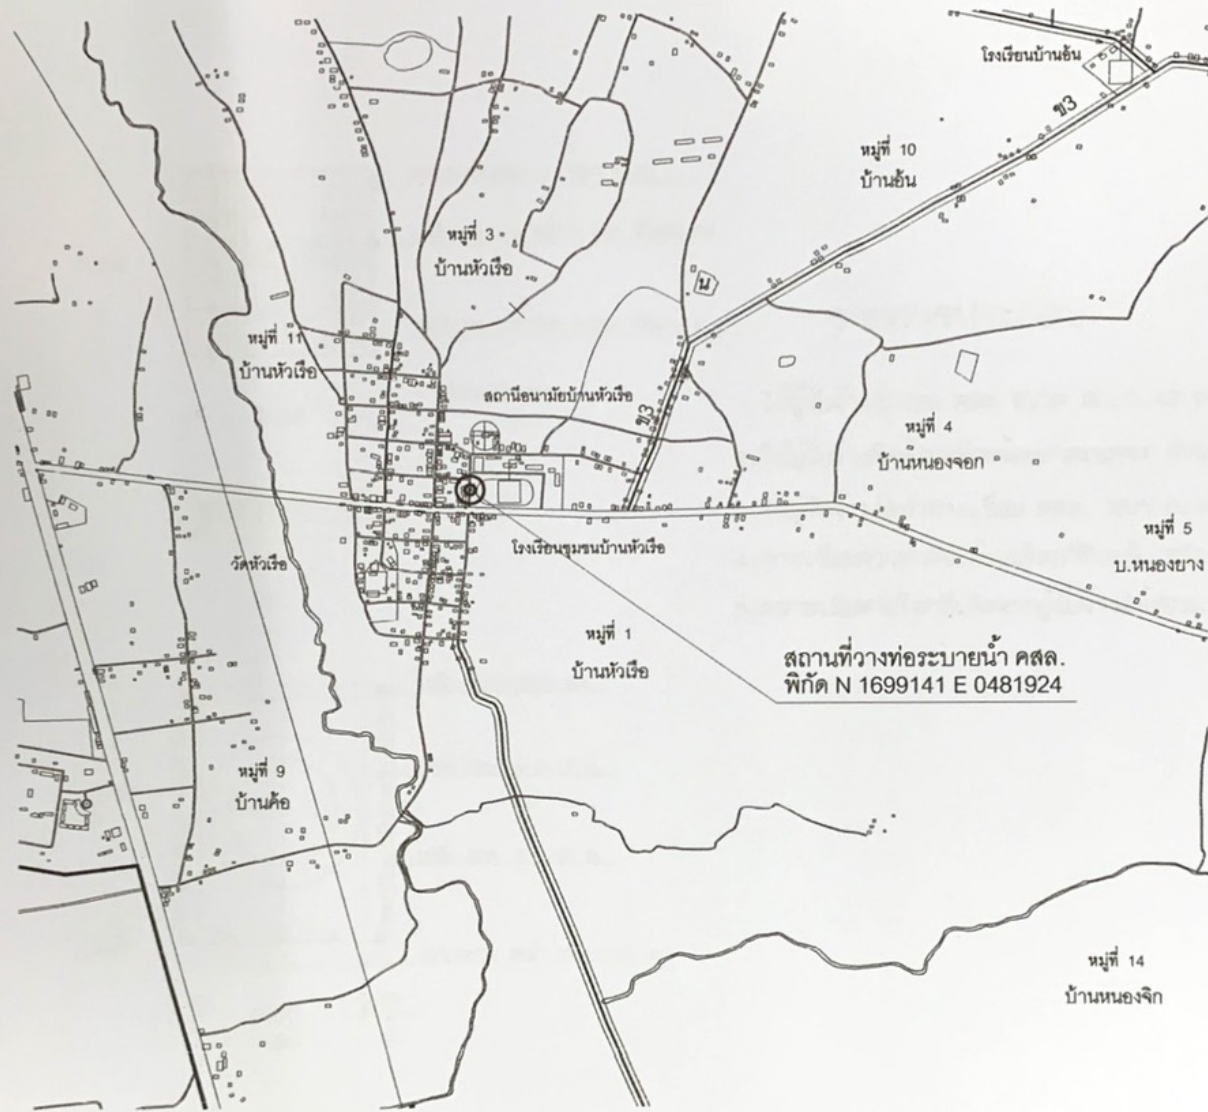 โรงเรียนบ้านอ้น
ข3
หมู่ที่ 10
บ้านอ้น
หมู่ที่ 3
บ้านหัวเรือ
น
หมู่ที่ 11
บ้านหัวเรือ
สถานีอนามัยบ้านหัวเรือ
ข3
หมู่ที่ 4
บ้านหนองจอก
หมู่ที่ 5
บ.หนองยาง
วัดหัวเรือ
โรงเรียนชุมชนบ้านหัวเรือ
หมู่ที่ 1
บ้านหัวเรือ
สถานที่วางท่อระบายน้ำ คสล.
พิกัด N 1699141 E 0481924
หมู่ที่ 9
บ้านค้อ
หมู่ที่ 14
บ้านหนองจิก